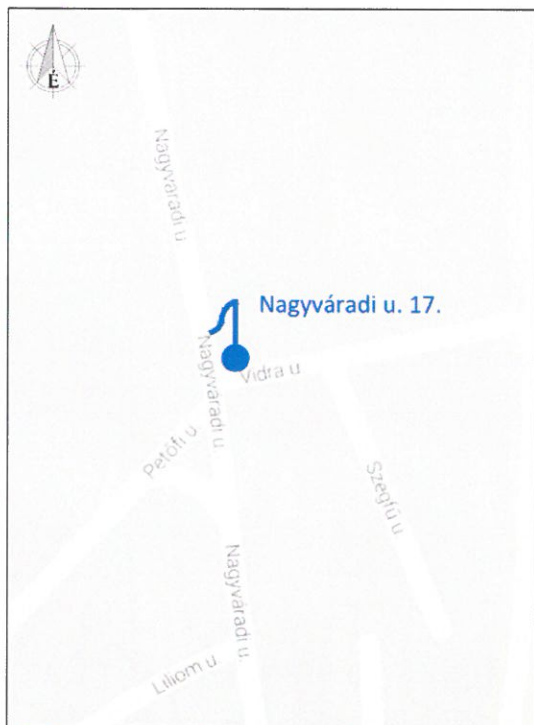 É
Nagyváradi u
Nagyváradi u. 17.
Nagyváradi u
Vidra u.
Petőfi u.
Szegfű u
Nagyváradi u.
Liliom u.